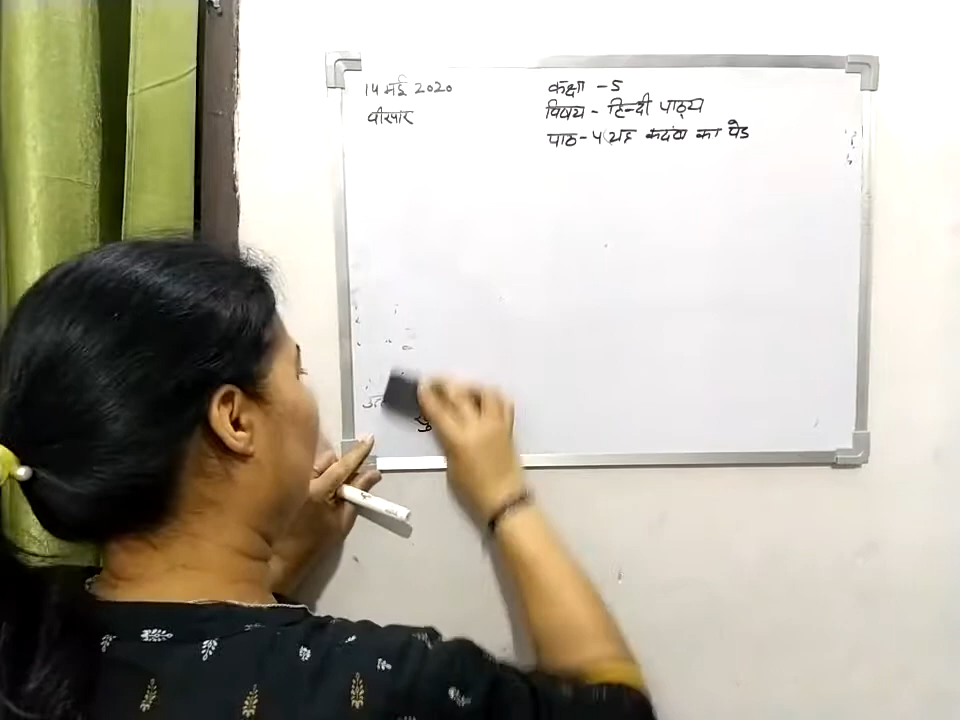 14 मई 2020
वीरवार
कक्षा - 5
विषय - हिन्दी पाठ्य
पाठ - 4 यह कदंब का पेड